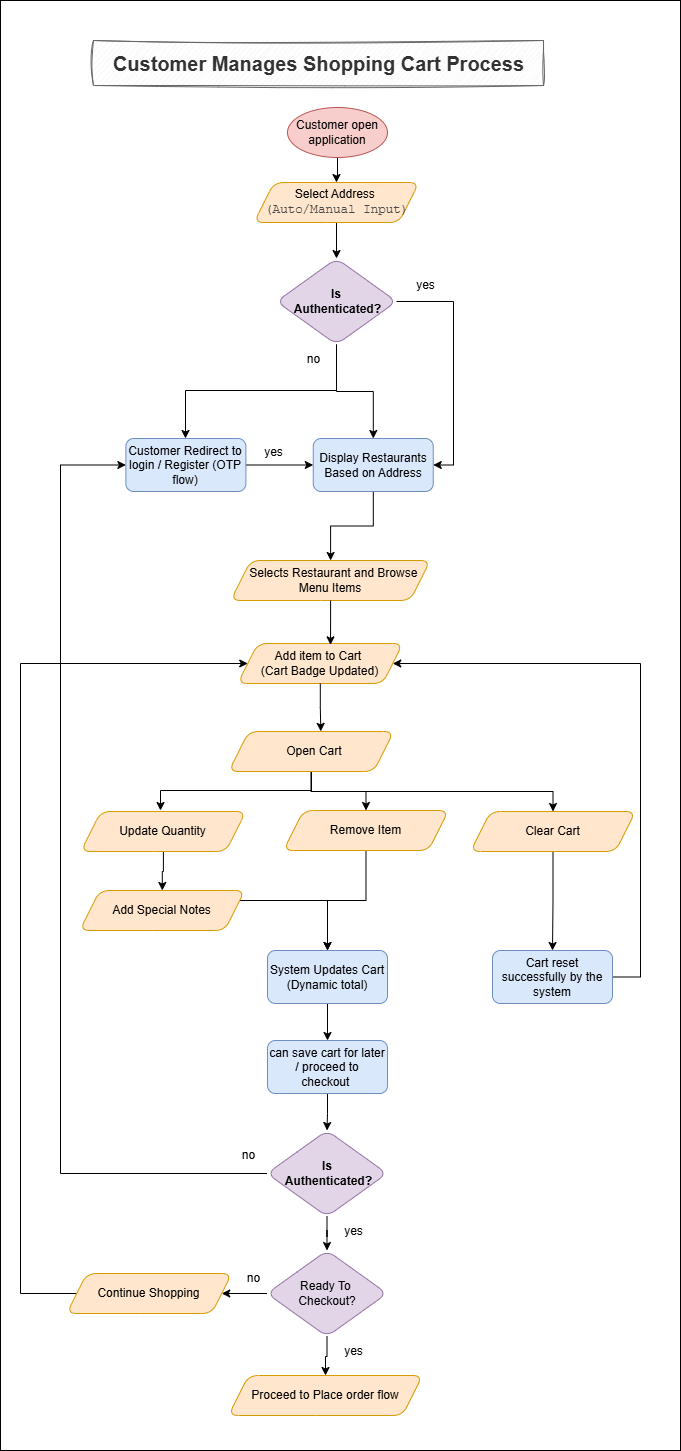 Customer Manages Shopping Cart Process
Customer open
application
Select Address
(Auto/Manual Input)
Is
Authenticated?
yes
no
Customer Redirect to
login / Register (OTP
flow)
yes
Display Restaurants
Based on Address
Selects Restaurant and Browse
Menu Items
Add item to Cart
(Cart Badge Updated)
Open Cart
Update Quantity
Remove Item
Clear Cart
Add Special Notes
System Updates Cart
(Dynamic total)
Cart reset
successfully by the
system
can save cart for later
/ proceed to
checkout
no
Is
Authenticated?
yes
Ready To
Checkout?
no
Continue Shopping
yes
Proceed to Place order flow